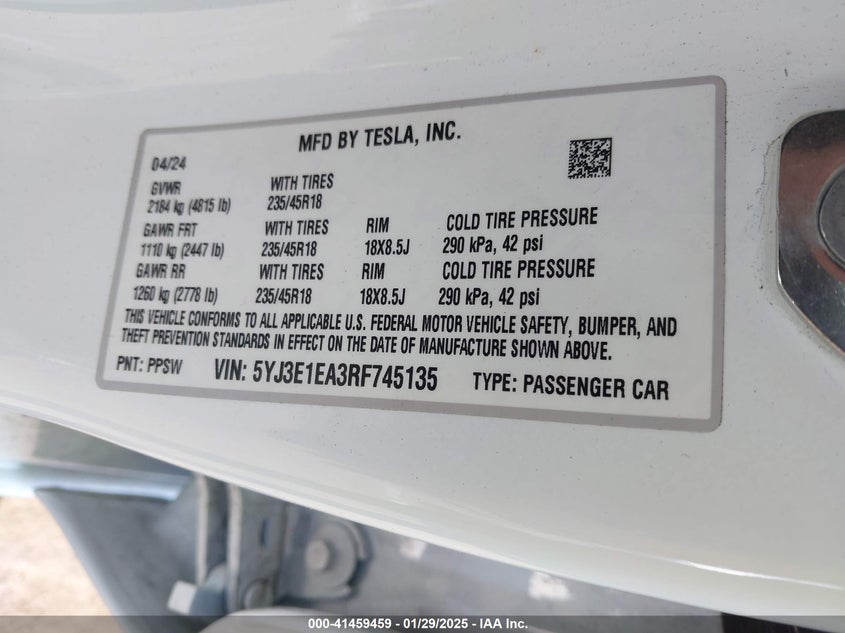 MFD BY TESLA, INC.
04/24
GVWR WITH TIRES
2184 kg (4815 lb) 235/45R18
GAWR FRT WITH TIRES RIM COLD TIRE PRESSURE
1110 kg (2447 lb) 235/45R18 18X8.5J 290 kPa, 42 psi
GAWR RR WITH TIRES RIM COLD TIRE PRESSURE
1260 kg (2778 lb) 235/45R18 18X8.5J 290 kPa, 42 psi
THIS VEHICLE CONFORMS TO ALL APPLICABLE U.S. FEDERAL MOTOR VEHICLE SAFETY, BUMPER, AND
THEFT PREVENTION STANDARDS IN EFFECT ON THE DATE OF MANUFACTURE SHOWN ABOVE.
PNT: PPSW VIN: 5YJ3E1EA3RF745135 TYPE: PASSENGER CAR
000-41459459 - 01/29/2025 - IAA Inc.